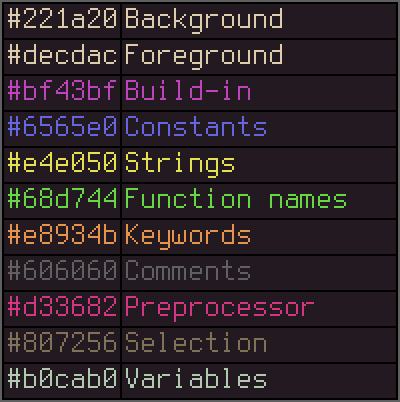 #221a20 Background
#decdac Foreground
#bf43bf Build-in
#6565e0 Constants
#e4e050 Strings
#68d744 Function names
#e8934b Keywords
#606060 Comments
#d33682 Preprocessor
#807256 Selection
#b0cab0 Variables